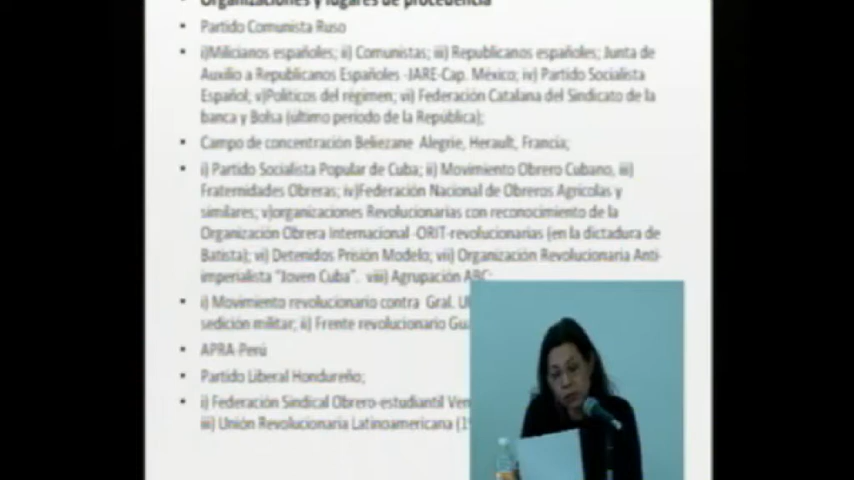 Organizaciones y lugares de procedencia
• Partido Comunista Ruso
• i)Milicianos españoles; ii) Comunistas; iii) Republicanos españoles; Junta de
Auxilio a Republicanos Españoles -JARE-Cap. México; iv) Partido Socialista
Español; v)Políticos del régimen; vi) Federación Catalana del Sindicato de la
banca y Bolsa (último periodo de la República);
• Campo de concentración Beliezane Alegrie, Herault, Francia;
• i) Partido Socialista Popular de Cuba; ii) Movimiento Obrero Cubano, iii)
Fraternidades Obreras; iv)Federación Nacional de Obreros Agrícolas y
similares; v)organizaciones Revolucionarias con reconocimiento de la
Organización Obrera Internacional -ORIT-revolucionarias (en la dictadura de
Batista); vi) Detenidos Prisión Modelo; vii) Organización Revolucionaria Anti-
imperialista "Joven Cuba". viii) Agrupación ABC;
• i) Movimiento revolucionario contra Gral.
sedición militar; ii) Frente revolucionario
• APRA-Perú
• Partido Liberal Hondureño;
• i) Federación Sindical Obrero-estudiantil
iii) Unión Revolucionaria Latinoamericana